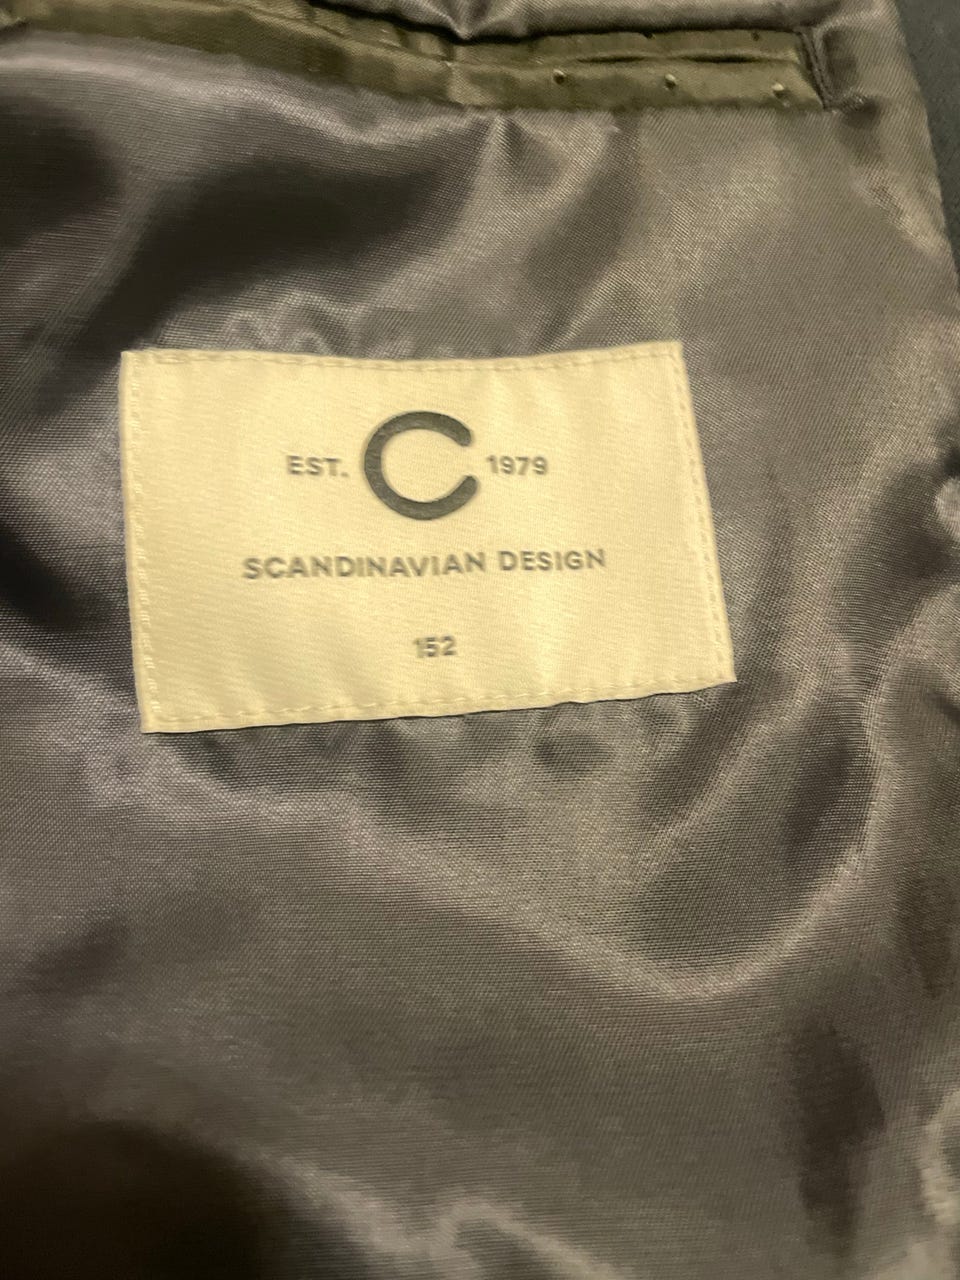 EST. C 1979
SCANDINAVIAN DESIGN
152